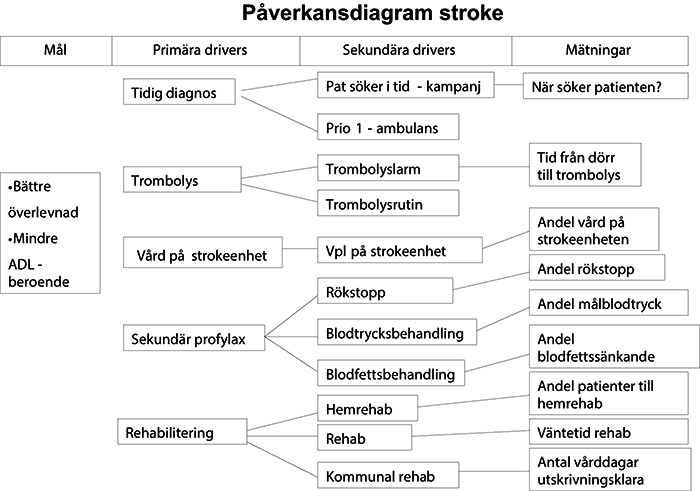 Påverkansdiagram stroke
Mål
Primära drivers
Sekundära drivers
Mätningar
•Bättre
överlevnad
•Mindre
ADL -
beroende
Tidig diagnos
Pat söker i tid - kampanj
När söker patienten?
Prio 1 - ambulans
Trombolys
Trombolyslarm
Tid från dörr
till trombolys
Trombolysrutin
Vård på strokeenhet
Vpl på strokeenhet
Andel vård på
strokeenheten
Sekundär profylax
Rökstopp
Andel rökstopp
Blodtrycksbehandling
Andel målblodtryck
Blodfettsbehandling
Andel
blodfettssänkande
Rehabilitering
Hemrehab
Andel patienter till
hemrehab
Rehab
Väntetid rehab
Kommunal rehab
Antal vårddagar
utskrivningsklara